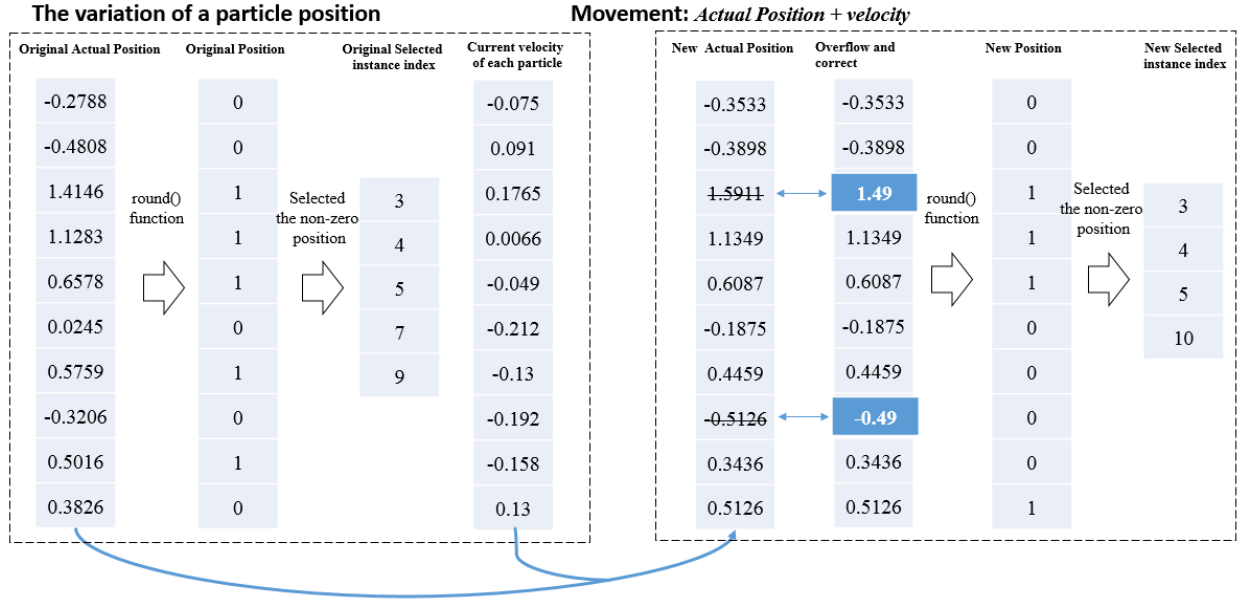 The variation of a particle position
Movement: Actual Position + velocity
Original Actual Position
Original Position
Original Selected
instance index
Current velocity
of each particle
-0.2788
-0.4808
1.4146
1.1283
0.6578
0.0245
0.5759
-0.3206
0.5016
0.3826
round()
function
0
0
1
1
1
0
1
0
1
0
Selected
the non-zero
position
3
4
5
7
9
-0.075
0.091
0.1765
0.0066
-0.049
-0.212
-0.13
-0.192
-0.158
0.13
New Actual Position
Overflow and
correct
New Position
New Selected
instance index
-0.3533
-0.3898
1.5911
1.1349
0.6087
-0.1875
0.4459
-0.5126
0.3436
0.5126
-0.3533
-0.3898
1.49
1.1349
0.6087
-0.1875
0.4459
-0.49
0.3436
0.5126
round()
function
0
0
1
1
1
0
0
0
0
1
Selected
the non-zero
position
3
4
5
10